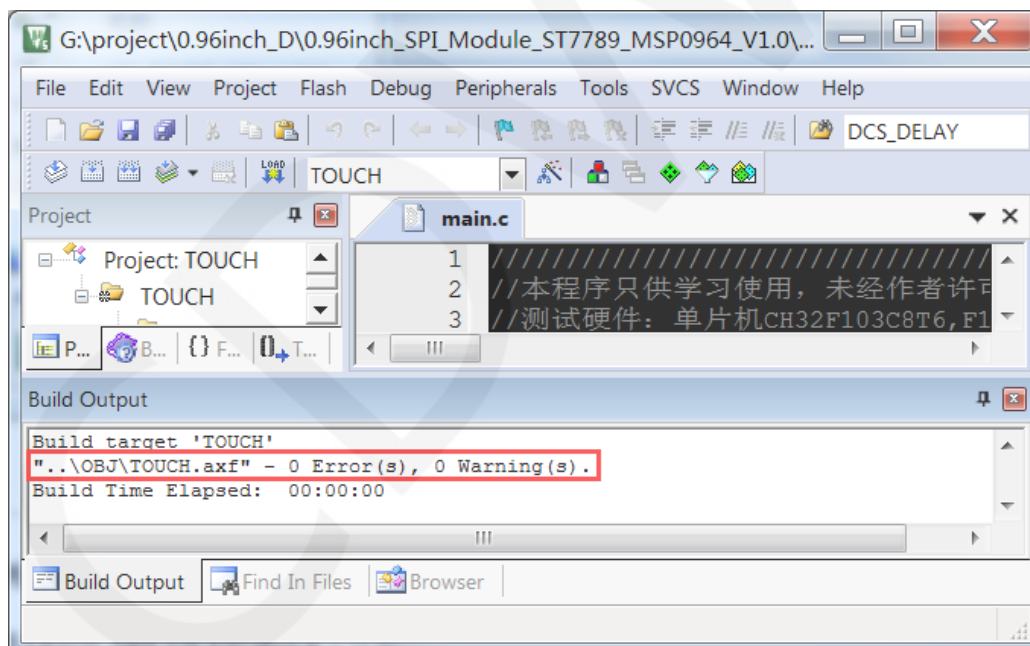 G:\project\0.96inch_D\0.96inch_SPI_Module_ST7789_MSP0964_V1.0\...
File Edit View Project Flash Debug Peripherals Tools SVCS Window Help
DCS_DELAY
LOAD TOUCH
Project
main.c
Project: TOUCH
TOUCH
1 ///////////////////////////////////
2 //本程序只供学习使用，未经作者许可
3 //测试硬件：单片机CH32F103C8T6,F1
P... B... {} F... T...
Build Output
Build target 'TOUCH'
"..\OBJ\TOUCH.axf" - 0 Error(s), 0 Warning(s).
Build Time Elapsed: 00:00:00
Build Output Find In Files Browser